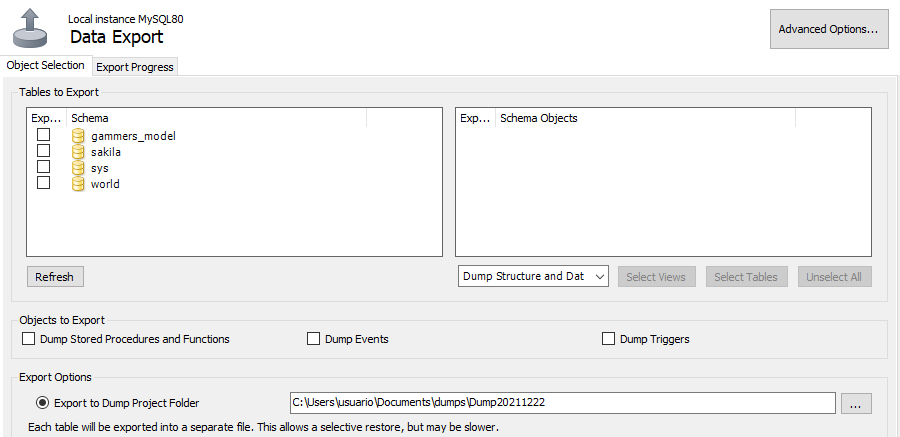 Local instance MySQL80
Data Export
Advanced Options...
Object Selection
Export Progress
Tables to Export
Exp... Schema
gammers_model
sakila
sys
world
Exp... Schema Objects
Refresh
Dump Structure and Dat
Select Views
Select Tables
Unselect All
Objects to Export
Dump Stored Procedures and Functions
Dump Events
Dump Triggers
Export Options
Export to Dump Project Folder
C:\Users\usuario\Documents\dumps\Dump20211222
...
Each table will be exported into a separate file. This allows a selective restore, but may be slower.